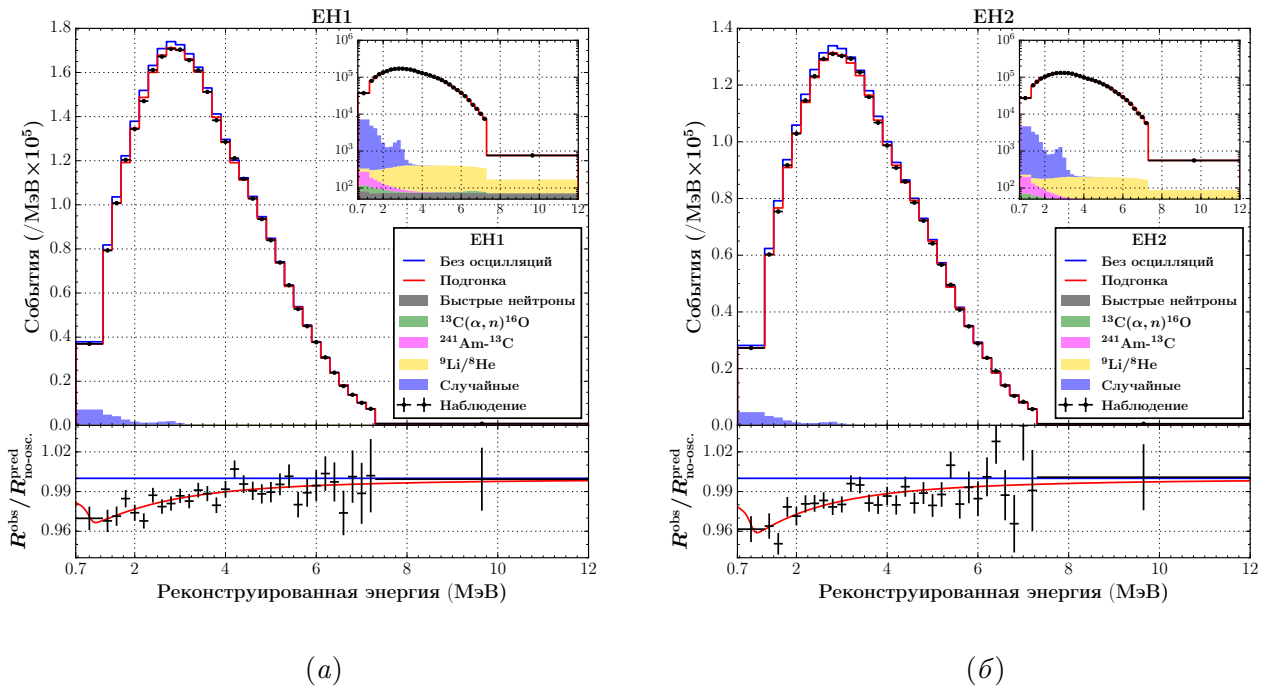 EH1
События (/МэВ×10⁵)
1.8
1.6
1.4
1.2
1.0
0.8
0.6
0.4
0.2
0.0
10⁶
10⁵
10⁴
10³
10²
0.7 2 4 6 8 10 12
EH1
Без осцилляций
Подгонка
Быстрые нейтроны
¹³C(α, n)¹⁶O
²⁴¹Am-¹³C
⁹Li/⁸He
Случайные
Наблюдение
R^obs/R^pred_no-osc.
1.02
0.99
0.96
0.7 2 4 6 8 10 12
Реконструированная энергия (МэВ)
(а)
EH2
События (/МэВ×10⁵)
1.4
1.2
1.0
0.8
0.6
0.4
0.2
0.0
10⁶
10⁵
10⁴
10³
10²
0.7 2 4 6 8 10 12
EH2
Без осцилляций
Подгонка
Быстрые нейтроны
¹³C(α, n)¹⁶O
²⁴¹Am-¹³C
⁹Li/⁸He
Случайные
Наблюдение
R^obs/R^pred_no-osc.
1.02
0.99
0.96
0.7 2 4 6 8 10 12
Реконструированная энергия (МэВ)
(б)